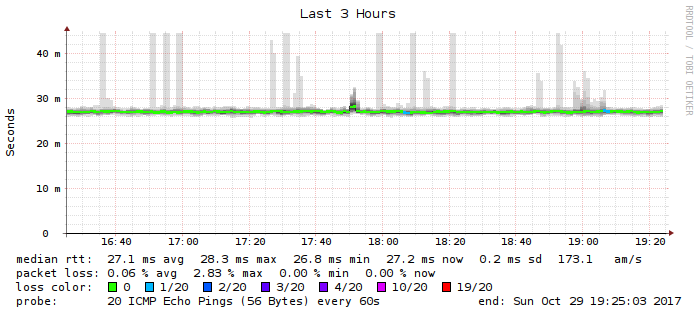 Last 3 Hours
RRDTOOL / TOBI OETIKER
Seconds
40 m
30 m
20 m
10 m
0
16:40 17:00 17:20 17:40 18:00 18:20 18:40 19:00 19:20
median rtt: 27.1 ms avg 28.3 ms max 26.8 ms min 27.2 ms now 0.2 ms sd 173.1 am/s
packet loss: 0.06 % avg 2.83 % max 0.00 % min 0.00 % now
loss color: 0 1/20 2/20 3/20 4/20 10/20 19/20
probe: 20 ICMP Echo Pings (56 Bytes) every 60s end: Sun Oct 29 19:25:03 2017